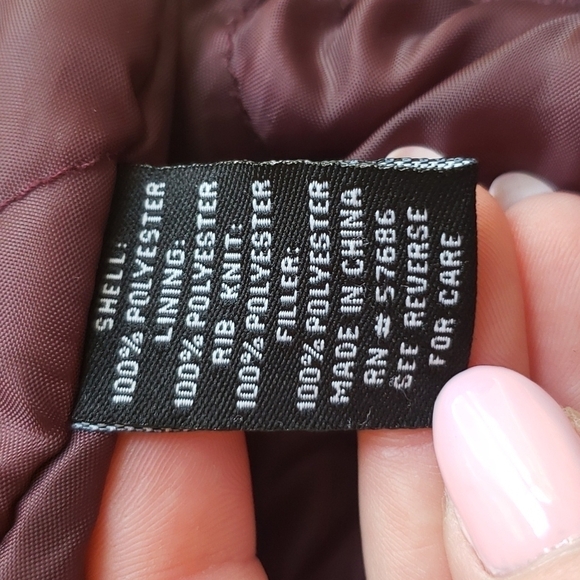 SHELL:
100% POLYESTER
LINING:
100% POLYESTER
RIB KNIT:
100% POLYESTER
FILLER:
100% POLYESTER
MADE IN CHINA
RN # 57686
SEE REVERSE
FOR CARE